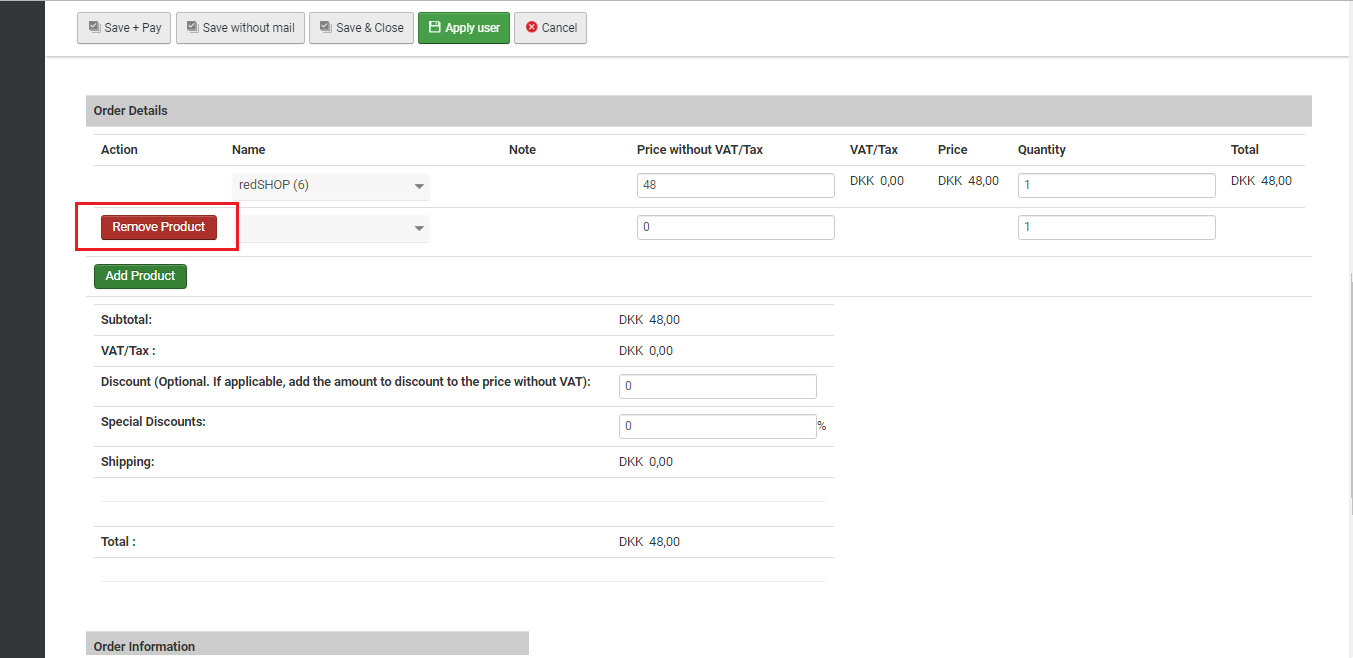 Save + Pay Save without mail Save & Close Apply user Cancel
Order Details
Action Name Note Price without VAT/Tax VAT/Tax Price Quantity Total
redSHOP (6) 48 DKK 0,00 DKK 48,00 1 DKK 48,00
Remove Product 0 1
Add Product
Subtotal: DKK 48,00
VAT/Tax : DKK 0,00
Discount (Optional. If applicable, add the amount to discount to the price without VAT): 0
Special Discounts: 0 %
Shipping: DKK 0,00
Total : DKK 48,00
Order Information